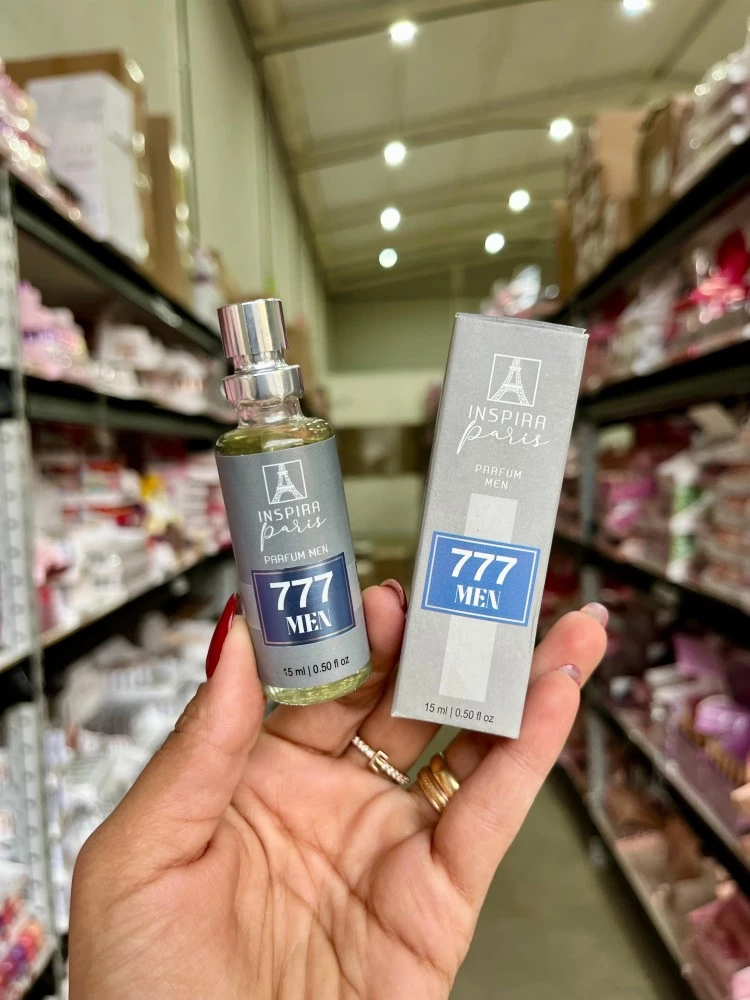 INSPIRA
paris
PARFUM MEN
777
MEN
15 ml | 0.50 fl oz
INSPIRA
paris
PARFUM
MEN
777
MEN
15 ml | 0.50 fl oz